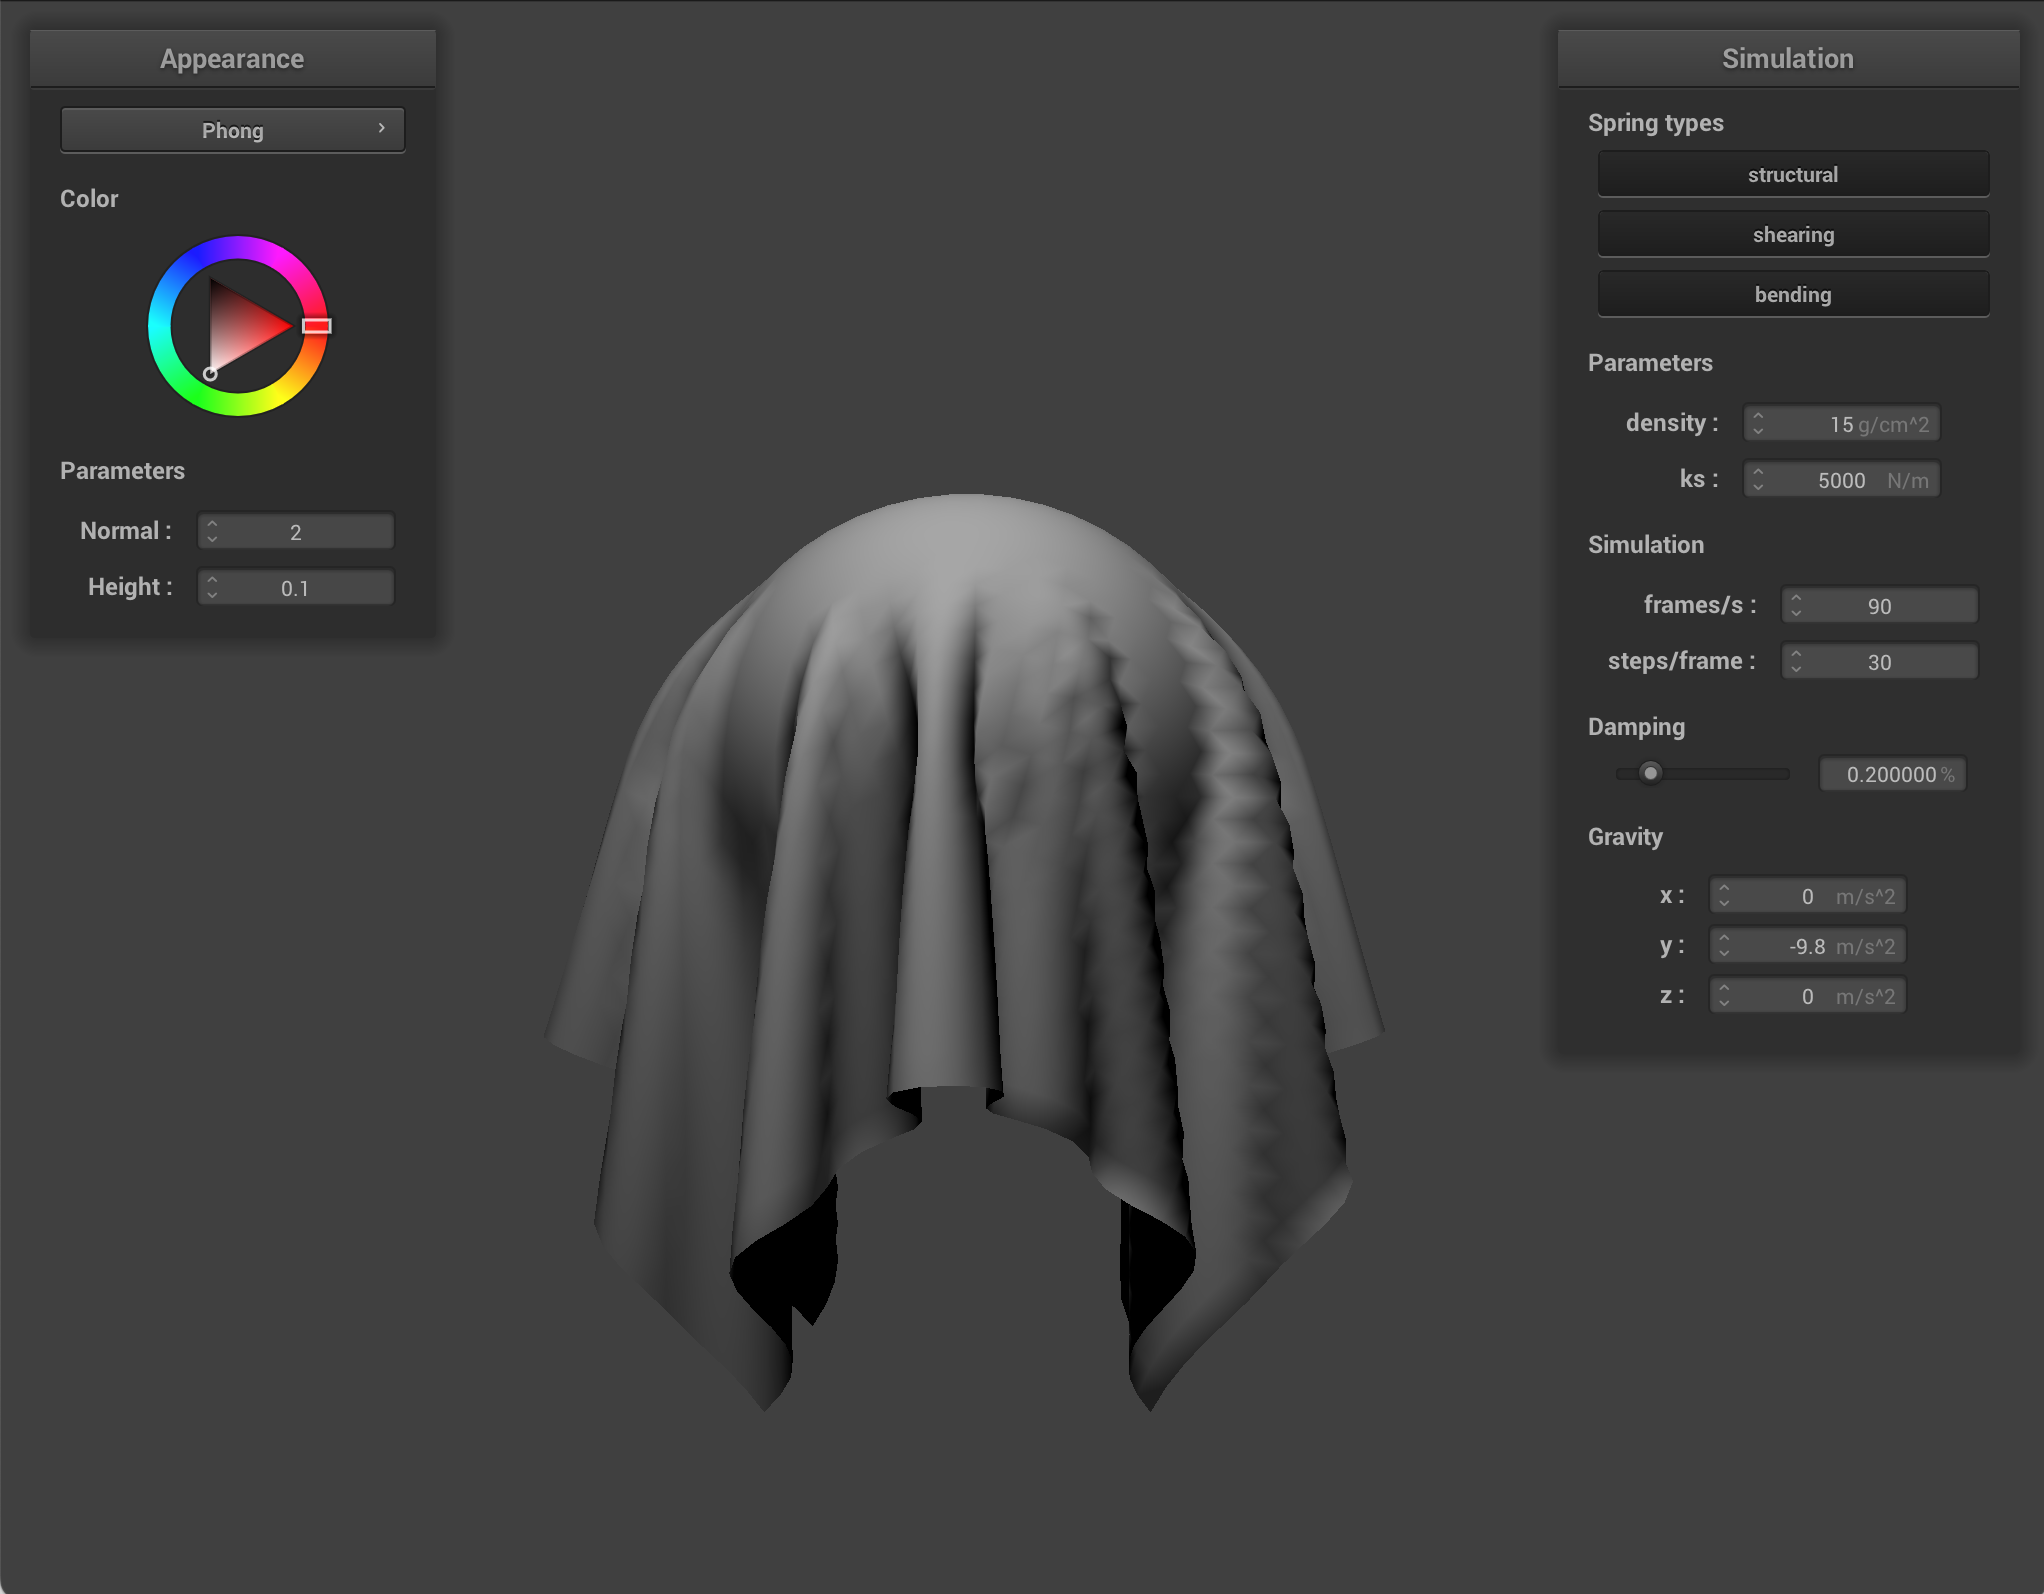 Appearance
Phong
Color
Parameters
Normal : 2
Height : 0.1
Simulation
Spring types
structural
shearing
bending
Parameters
density : 15 g/cm^2
ks : 5000 N/m
Simulation
frames/s : 90
steps/frame : 30
Damping
0.200000 %
Gravity
x : 0 m/s^2
y : -9.8 m/s^2
z : 0 m/s^2